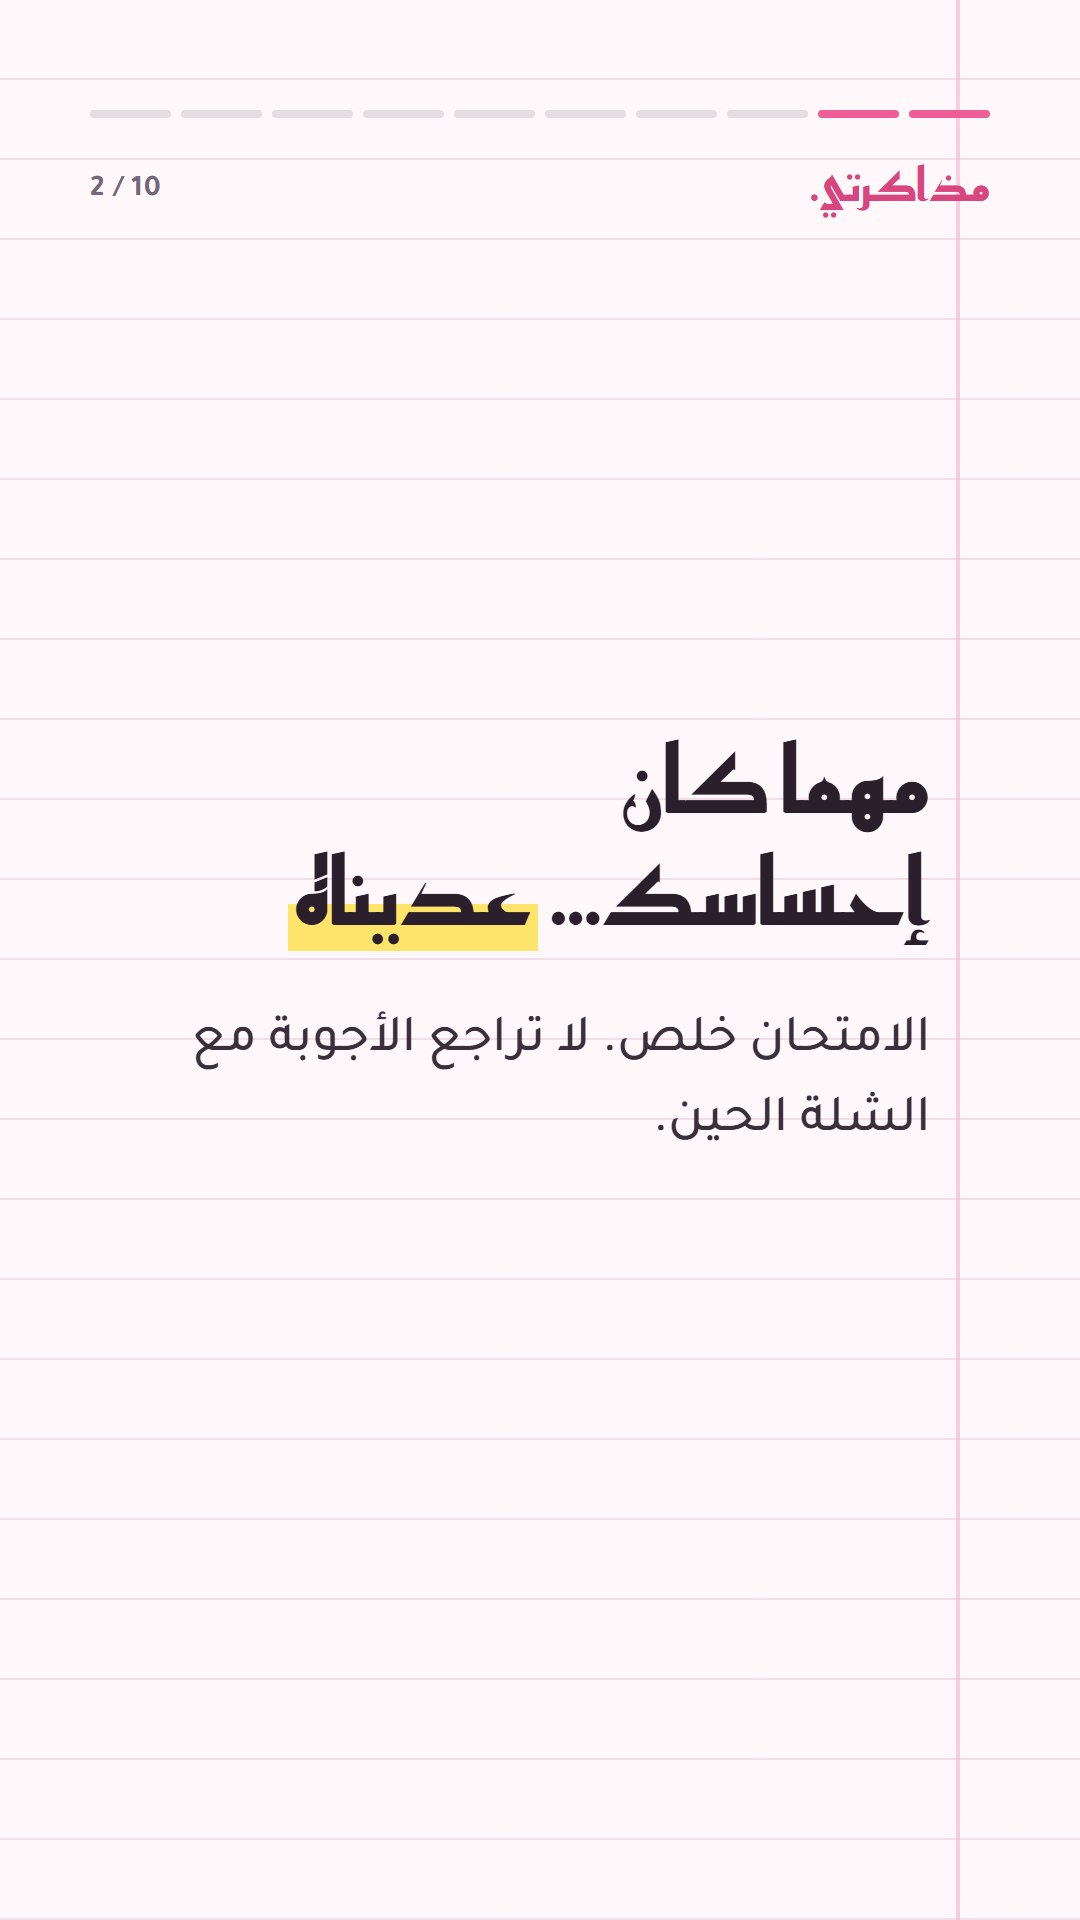 مذاكرتي.
2 / 10
مهما كان
إحساسك... عديناه
الامتحان خلص. لا تراجع الأجوبة مع
الشلة الحين.